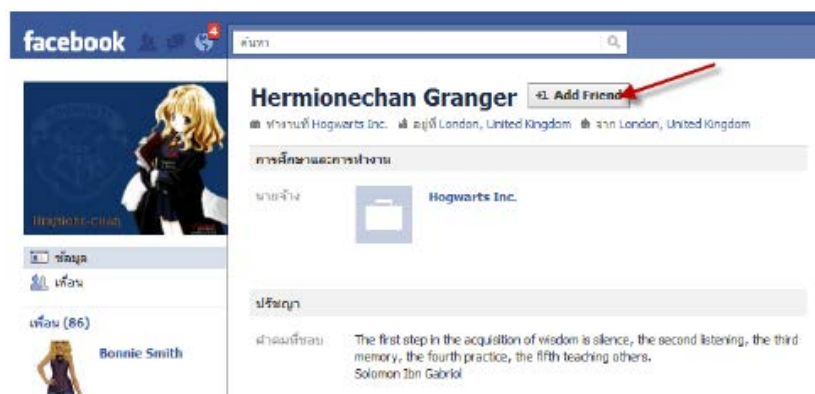 facebook
4
ค้นหา
Hermionechan Granger
+1 Add Friend
ทำงานที่ Hogwarts Inc. อยู่ที่ London, United Kingdom จาก London, United Kingdom
การศึกษาและการทำงาน
นายจ้าง
Hogwarts Inc.
Hermione-chan
ข้อมูล
เพื่อน
เพื่อน (86)
Bonnie Smith
ปรัชญา
คำคมที่ชอบ
The first step in the acquisition of wisdom is silence, the second listening, the third
memory, the fourth practice, the fifth teaching others.
Solomon Ibn Gabriol